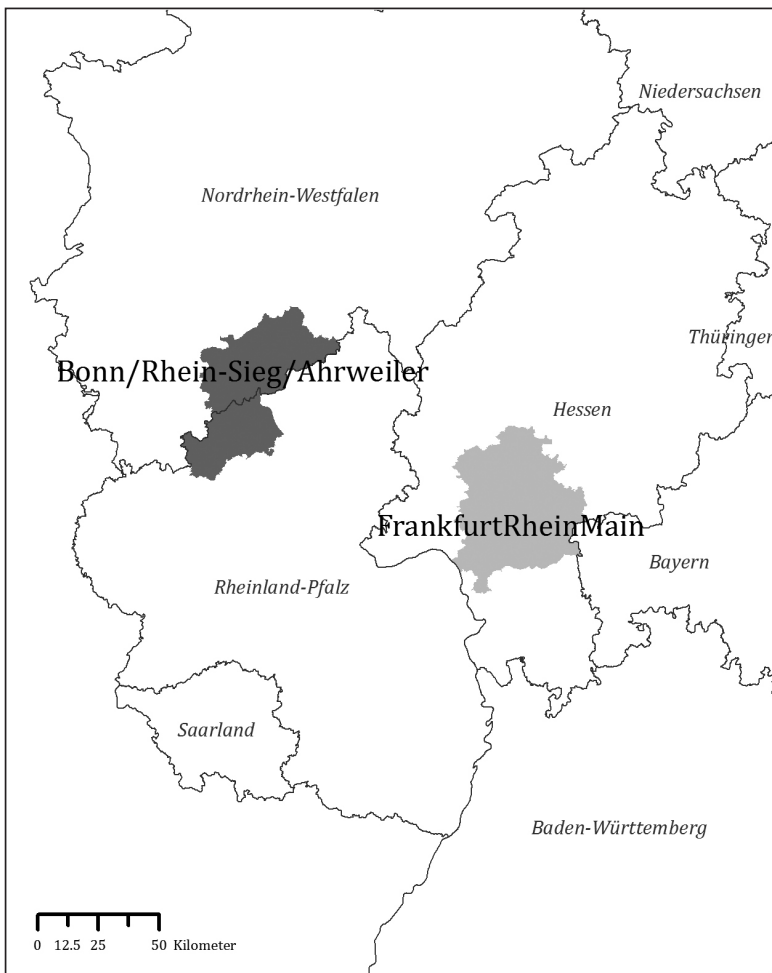 Niedersachsen
Nordrhein-Westfalen
Thüringen
Bonn/Rhein-Sieg/Ahrweiler
Hessen
FrankfurtRheinMain
Bayern
Rheinland-Pfalz
Saarland
Baden-Württemberg
0 12.5 25 50 Kilometer